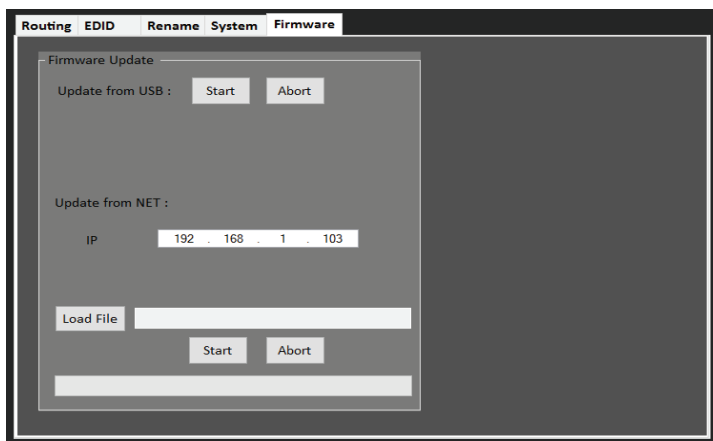 Routing EDID Rename System Firmware
Firmware Update
Update from USB : Start Abort
Update from NET :
IP 192 . 168 . 1 . 103
Load File
Start Abort